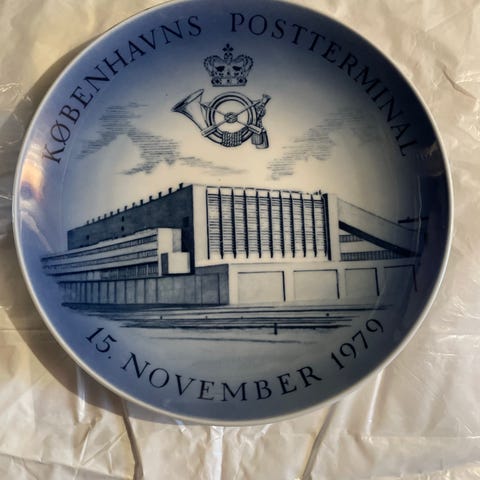 KØBENHAVNS POSTTERMINAL
15. NOVEMBER 1979